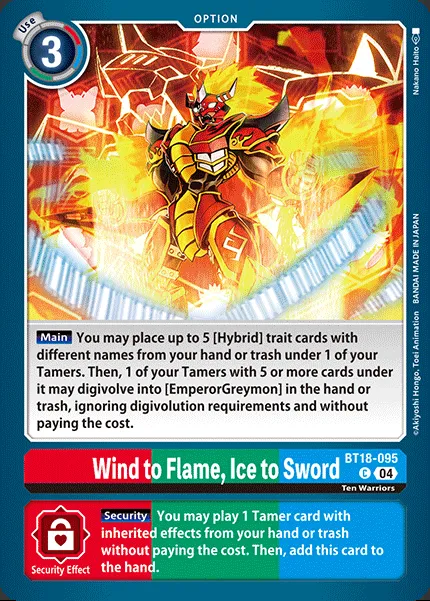 OPTION
Use
3
Nakano Haito
©Akiyoshi Hongo, Toei Animation BANDAI MADE IN JAPAN
Main You may place up to 5 [Hybrid] trait cards with
different names from your hand or trash under 1 of your
Tamers. Then, 1 of your Tamers with 5 or more cards under
it may digivolve into [EmperorGreymon] in the hand or
trash, ignoring digivolution requirements and without
paying the cost.
Wind to Flame, Ice to Sword
BT18-095
C 04
Ten Warriors
Security You may play 1 Tamer card with
inherited effects from your hand or trash
without paying the cost. Then, add this card to
the hand.
Security Effect